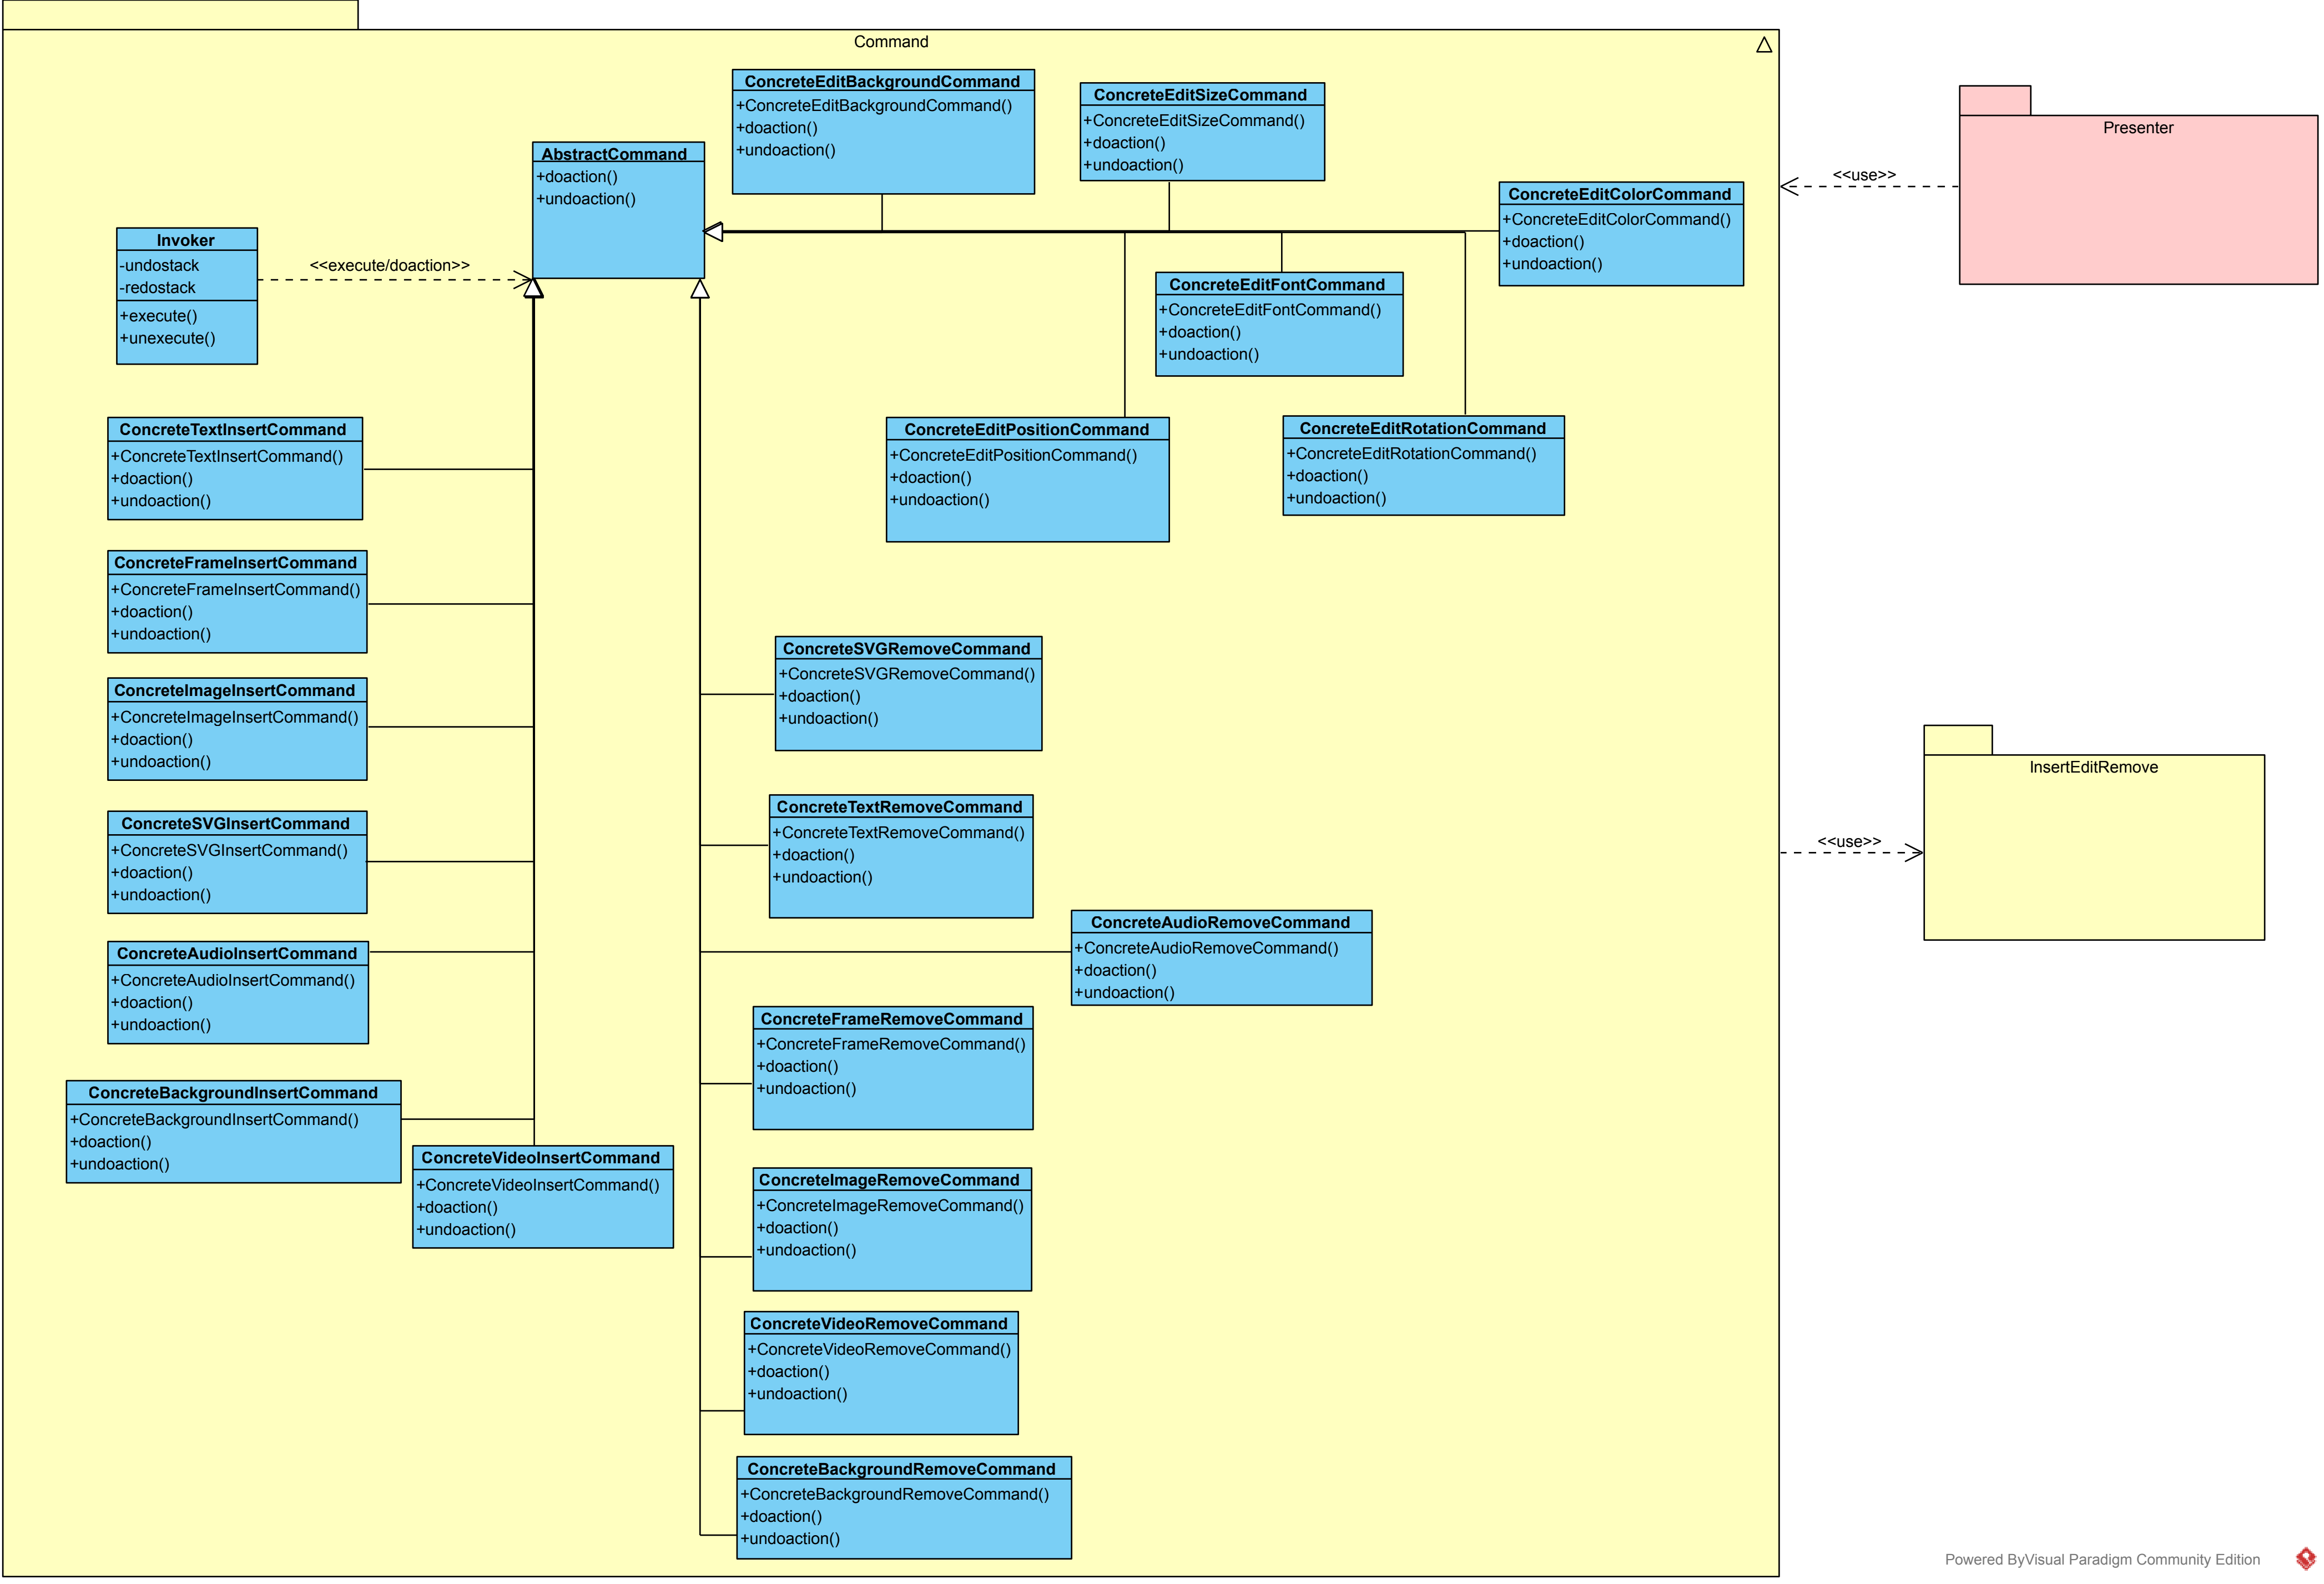 Command
ConcreteEditBackgroundCommand
+ConcreteEditBackgroundCommand()
+doaction()
+undoaction()
ConcreteEditSizeCommand
+ConcreteEditSizeCommand()
+doaction()
+undoaction()
Presenter
<<use>>
AbstractCommand
+doaction()
+undoaction()
ConcreteEditColorCommand
+ConcreteEditColorCommand()
+doaction()
+undoaction()
Invoker
-undostack
-redostack
+execute()
+unexecute()
<<execute/doaction>>
ConcreteEditFontCommand
+ConcreteEditFontCommand()
+doaction()
+undoaction()
ConcreteTextInsertCommand
+ConcreteTextInsertCommand()
+doaction()
+undoaction()
ConcreteEditPositionCommand
+ConcreteEditPositionCommand()
+doaction()
+undoaction()
ConcreteEditRotationCommand
+ConcreteEditRotationCommand()
+doaction()
+undoaction()
ConcreteFrameInsertCommand
+ConcreteFrameInsertCommand()
+doaction()
+undoaction()
ConcreteSVGRemoveCommand
+ConcreteSVGRemoveCommand()
+doaction()
+undoaction()
ConcreteImageInsertCommand
+ConcreteImageInsertCommand()
+doaction()
+undoaction()
InsertEditRemove
<<use>>
ConcreteTextRemoveCommand
+ConcreteTextRemoveCommand()
+doaction()
+undoaction()
ConcreteSVGInsertCommand
+ConcreteSVGInsertCommand()
+doaction()
+undoaction()
ConcreteAudioRemoveCommand
+ConcreteAudioRemoveCommand()
+doaction()
+undoaction()
ConcreteAudioInsertCommand
+ConcreteAudioInsertCommand()
+doaction()
+undoaction()
ConcreteFrameRemoveCommand
+ConcreteFrameRemoveCommand()
+doaction()
+undoaction()
ConcreteBackgroundInsertCommand
+ConcreteBackgroundInsertCommand()
+doaction()
+undoaction()
ConcreteVideoInsertCommand
+ConcreteVideoInsertCommand()
+doaction()
+undoaction()
ConcreteImageRemoveCommand
+ConcreteImageRemoveCommand()
+doaction()
+undoaction()
ConcreteVideoRemoveCommand
+ConcreteVideoRemoveCommand()
+doaction()
+undoaction()
ConcreteBackgroundRemoveCommand
+ConcreteBackgroundRemoveCommand()
+doaction()
+undoaction()
Powered ByVisual Paradigm Community Edition